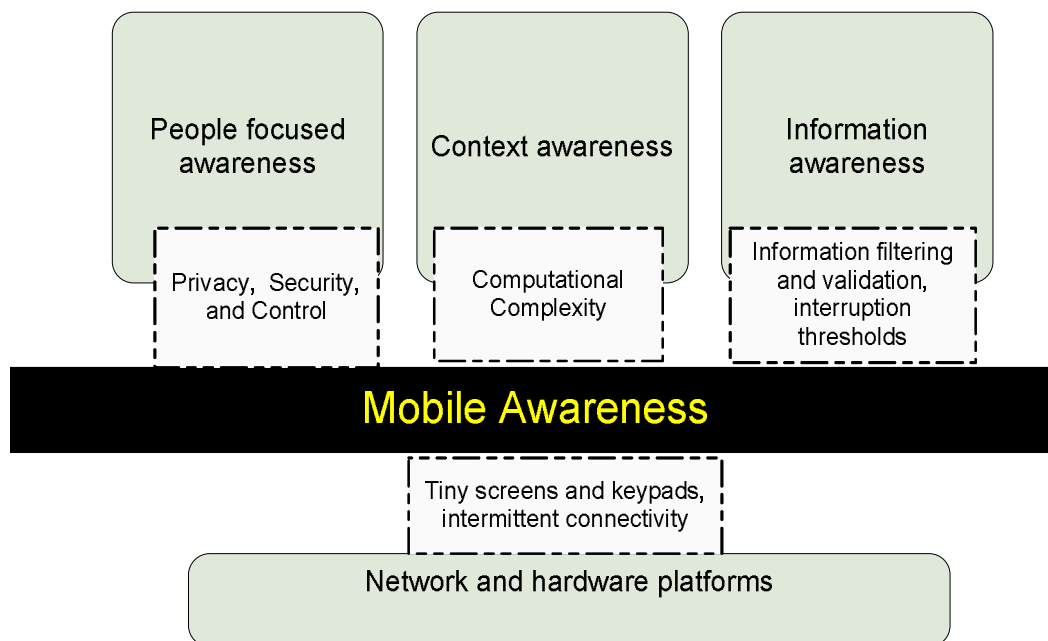 People focused
awareness
Context awareness
Information
awareness
Privacy, Security,
and Control
Computational
Complexity
Information filtering
and validation,
interruption
thresholds
Mobile Awareness
Tiny screens and keypads,
intermittent connectivity
Network and hardware platforms